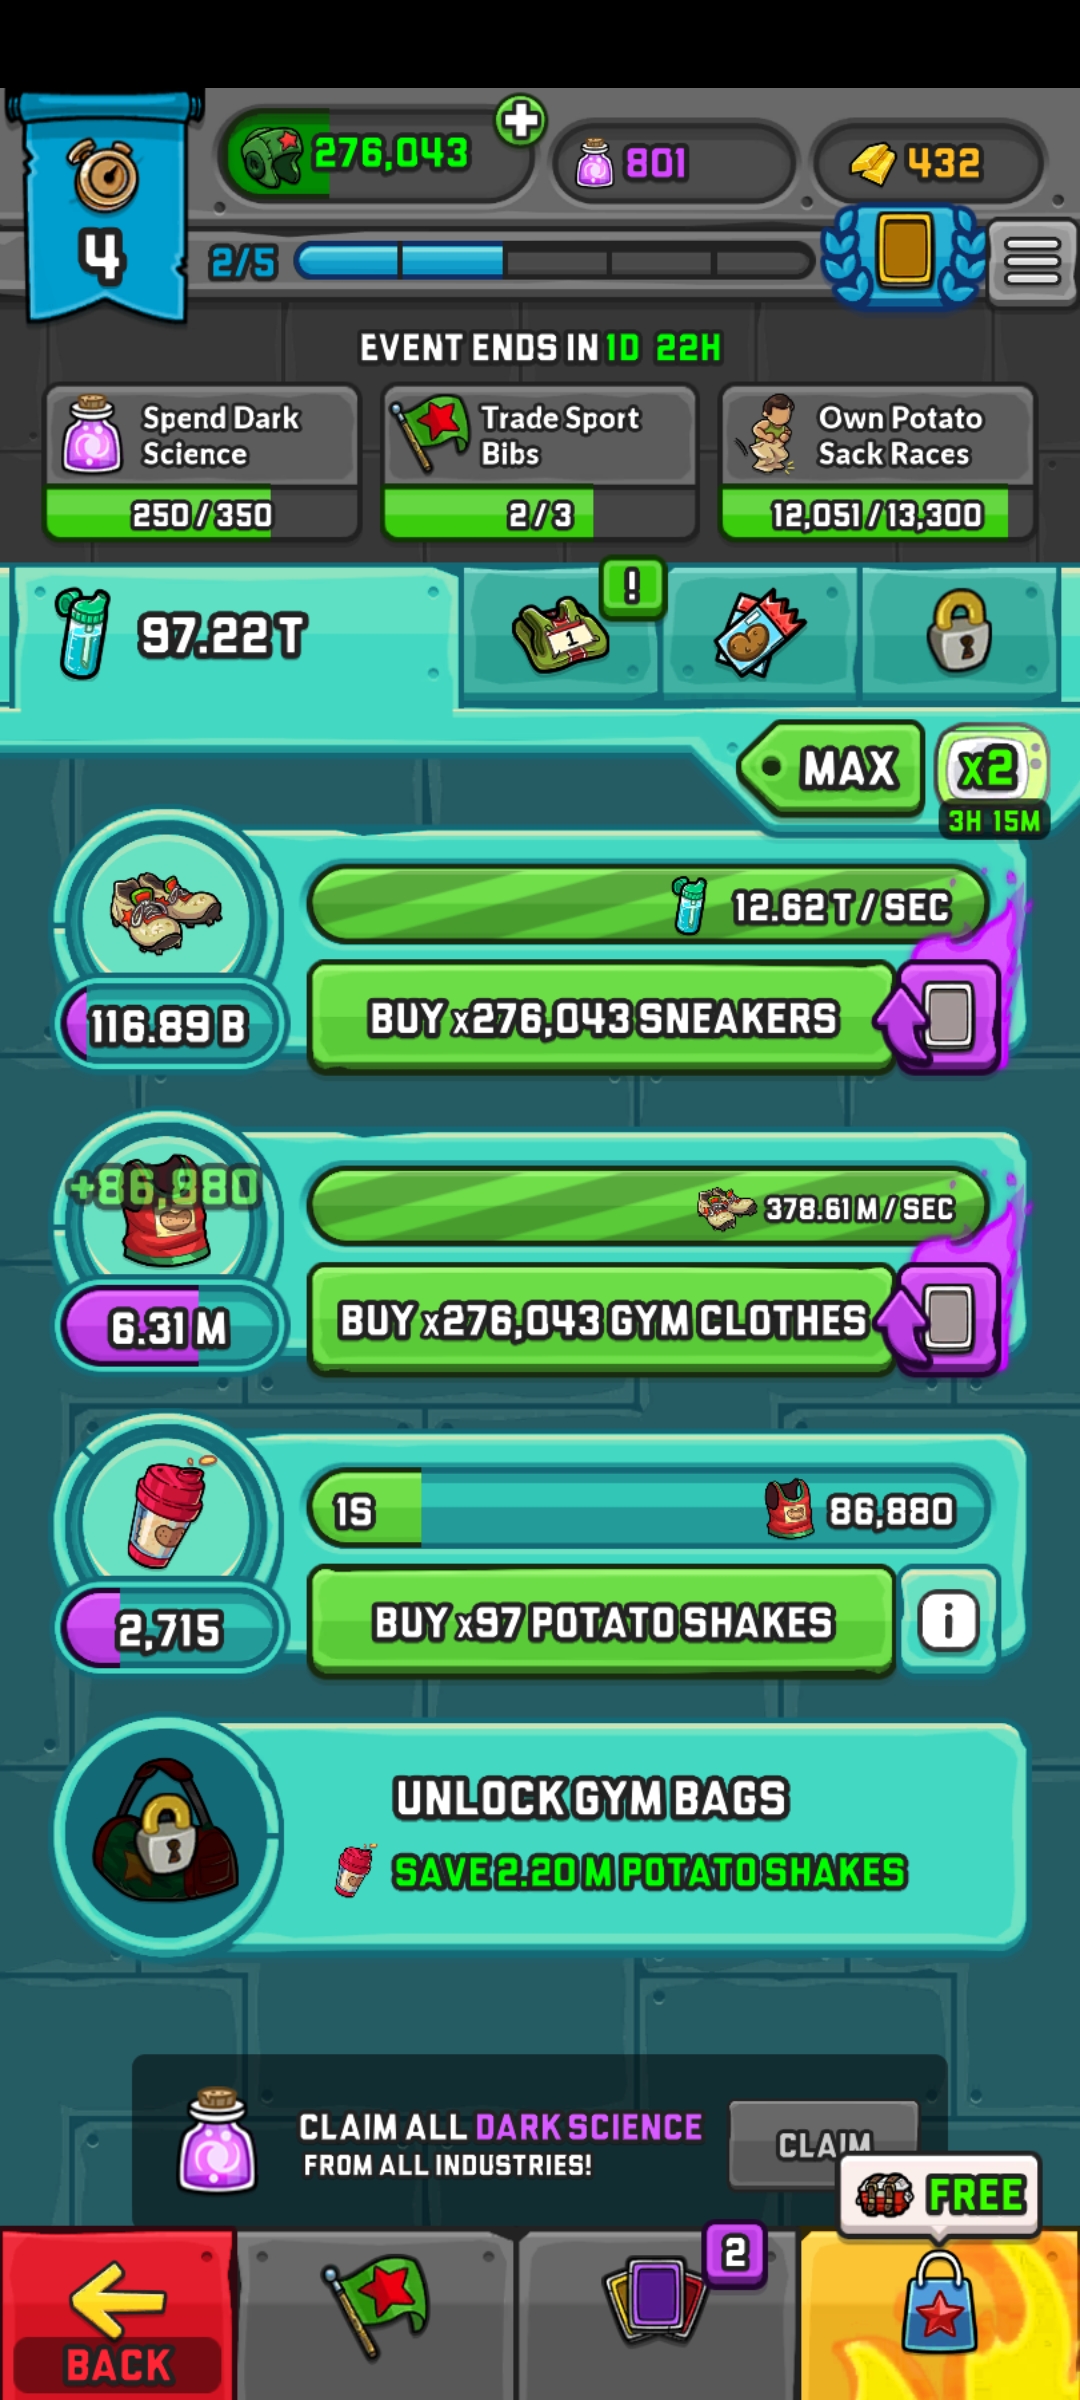 276,043
801
432
4
2/5
EVENT ENDS IN 1D 22H
Spend Dark
Science
250/350
Trade Sport
Bibs
2/3
Own Potato
Sack Races
12,051/13,300
97.22T
1
!
MAX
x2
3H 15M
12.62T/SEC
116.89 B
BUY x276,043 SNEAKERS
+86,880
378.61 M/SEC
6.31 M
BUY x276,043 GYM CLOTHES
1S
86,880
2,715
BUY x97 POTATO SHAKES
i
UNLOCK GYM BAGS
SAVE 2.20 M POTATO SHAKES
CLAIM ALL DARK SCIENCE
FROM ALL INDUSTRIES!
CLAIM
FREE
2
BACK